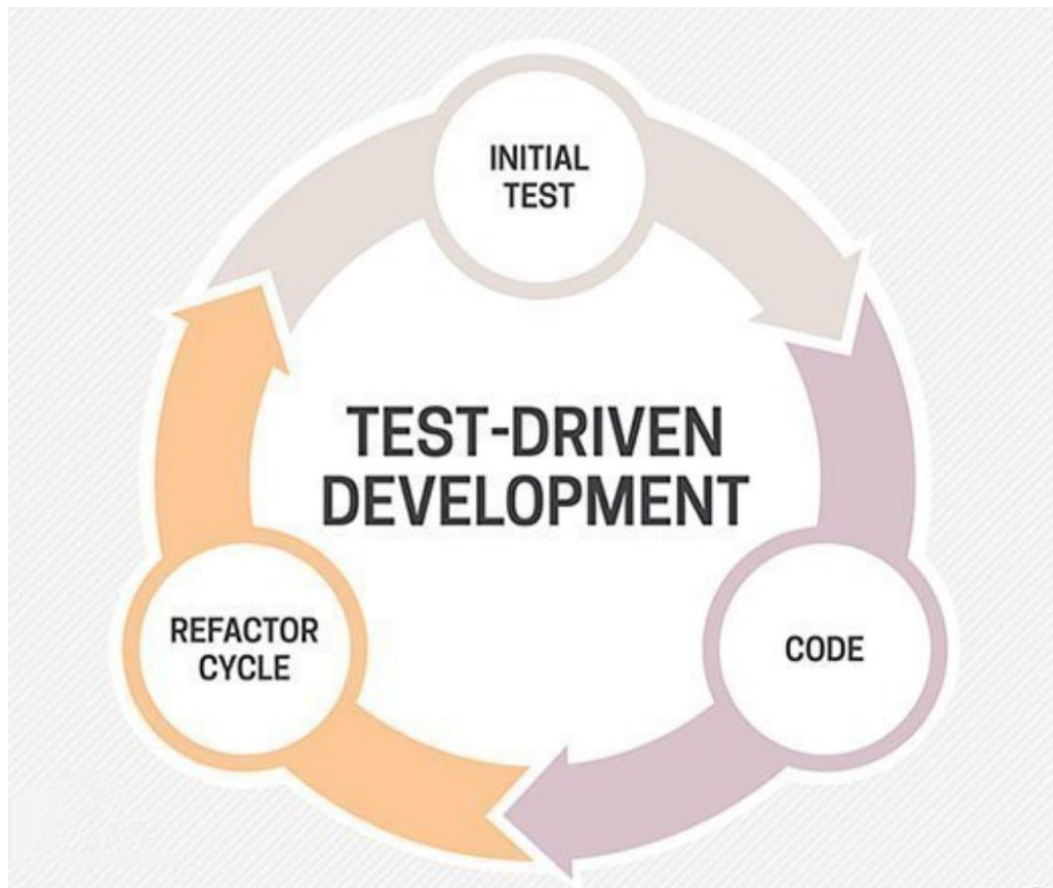 INITIAL
TEST
TEST-DRIVEN
DEVELOPMENT
REFACTOR
CYCLE
CODE